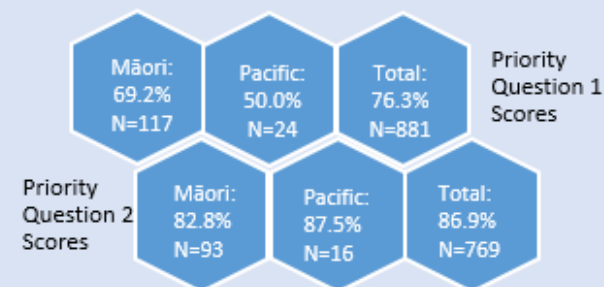 Māori:
69.2%
N=117
Pacific:
50.0%
N=24
Total:
76.3%
N=881
Priority
Question 1
Scores
Priority
Question 2
Scores
Māori:
82.8%
N=93
Pacific:
87.5%
N=16
Total:
86.9%
N=769